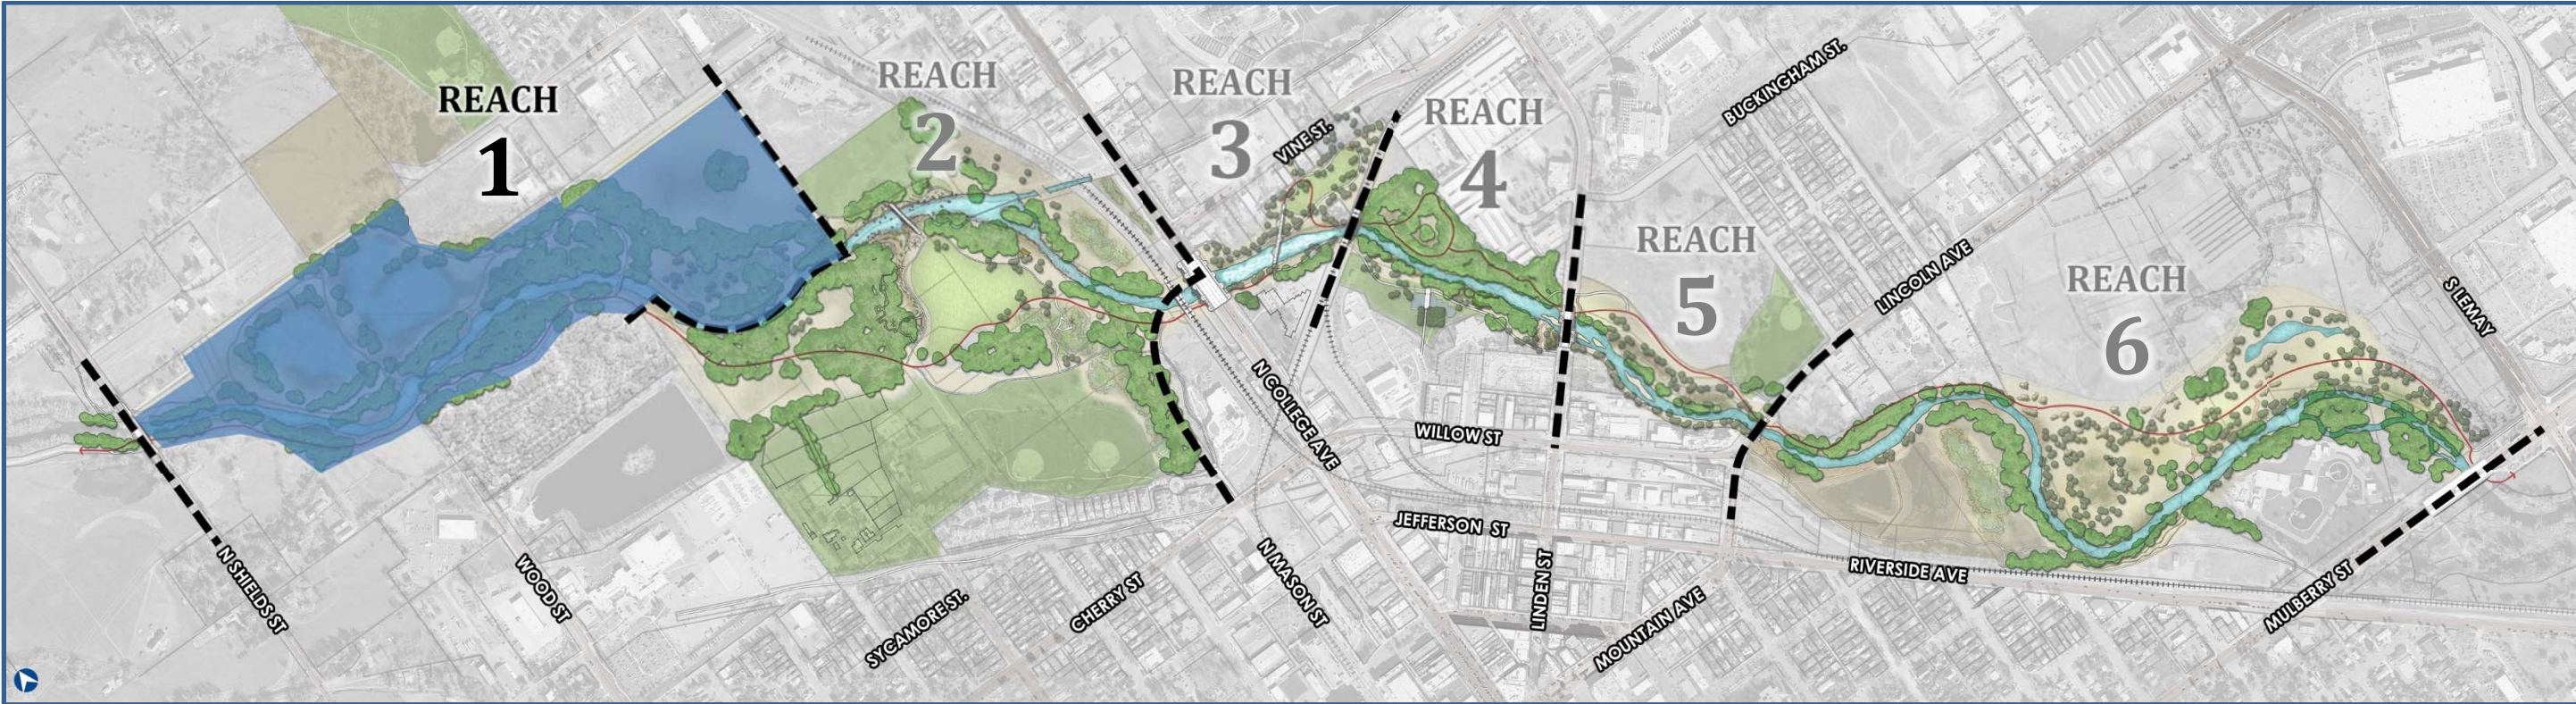 REACH
1
REACH
2
REACH
3
REACH
4
REACH
5
REACH
6
VINE ST.
BUCKINGHAM ST.
LINCOLN AVE
S LEMAY
N SHIELDS ST
WOOD ST
SYCAMORE ST.
CHERRY ST
N MASON ST
N COLLEGE AVE
WILLOW ST
JEFFERSON ST
LINDEN ST
MOUNTAIN AVE
RIVERSIDE AVE
MULBERRY ST